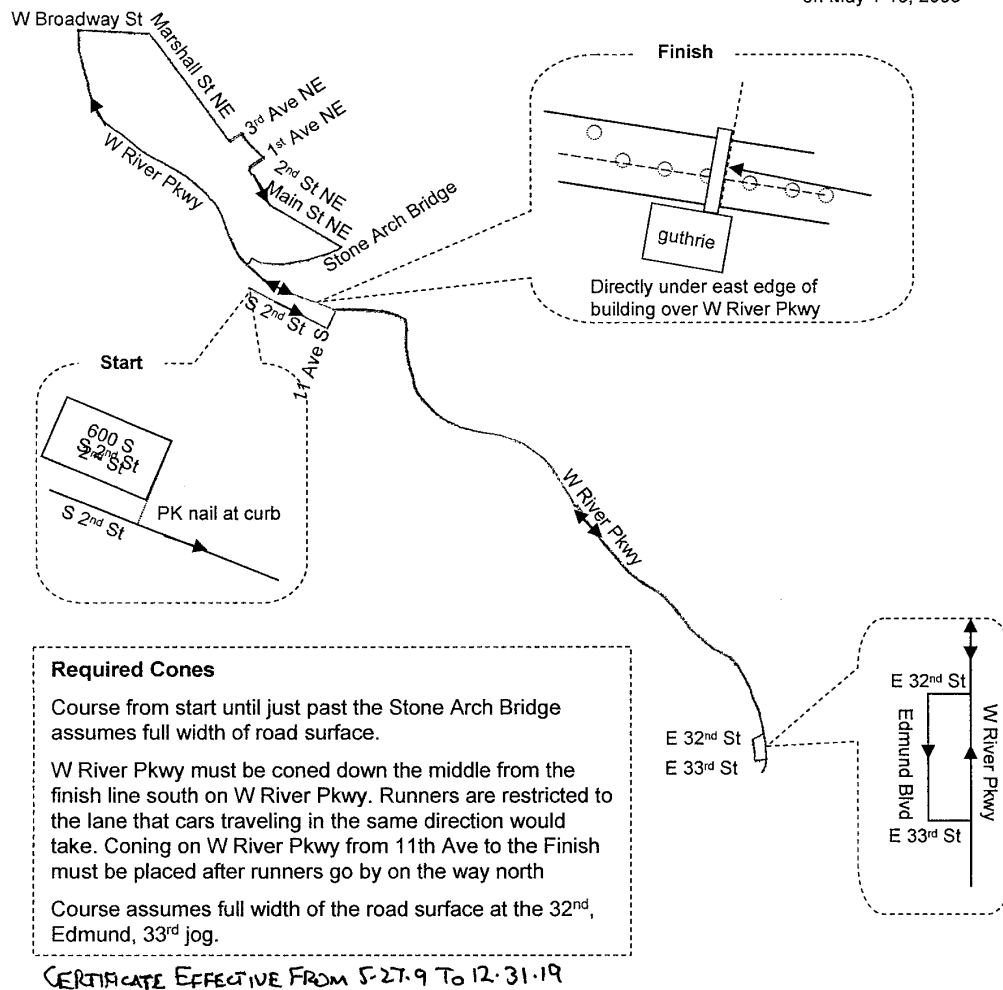 W Broadway St
Marshall St NE
3rd Ave NE
1st Ave NE
2nd St NE
Main St NE
Stone Arch Bridge
W River Pkwy
S 2nd St
11 Ave S
Finish
guthrie
Directly under east edge of
building over W River Pkwy
Start
600 S
2nd St
S 2nd St
S 2nd St
PK nail at curb
W River Pkwy
E 32nd St
E 33rd St
E 32nd St
Edmund Blvd
W River Pkwy
E 33rd St
Required Cones
Course from start until just past the Stone Arch Bridge
assumes full width of road surface.
W River Pkwy must be coned down the middle from the
finish line south on W River Pkwy. Runners are restricted to
the lane that cars traveling in the same direction would
take. Coning on W River Pkwy from 11th Ave to the Finish
must be placed after runners go by on the way north
Course assumes full width of the road surface at the 32nd,
Edmund, 33rd jog.
CERTIFICATE EFFECTIVE FROM 5.27.9 TO 12.31.19